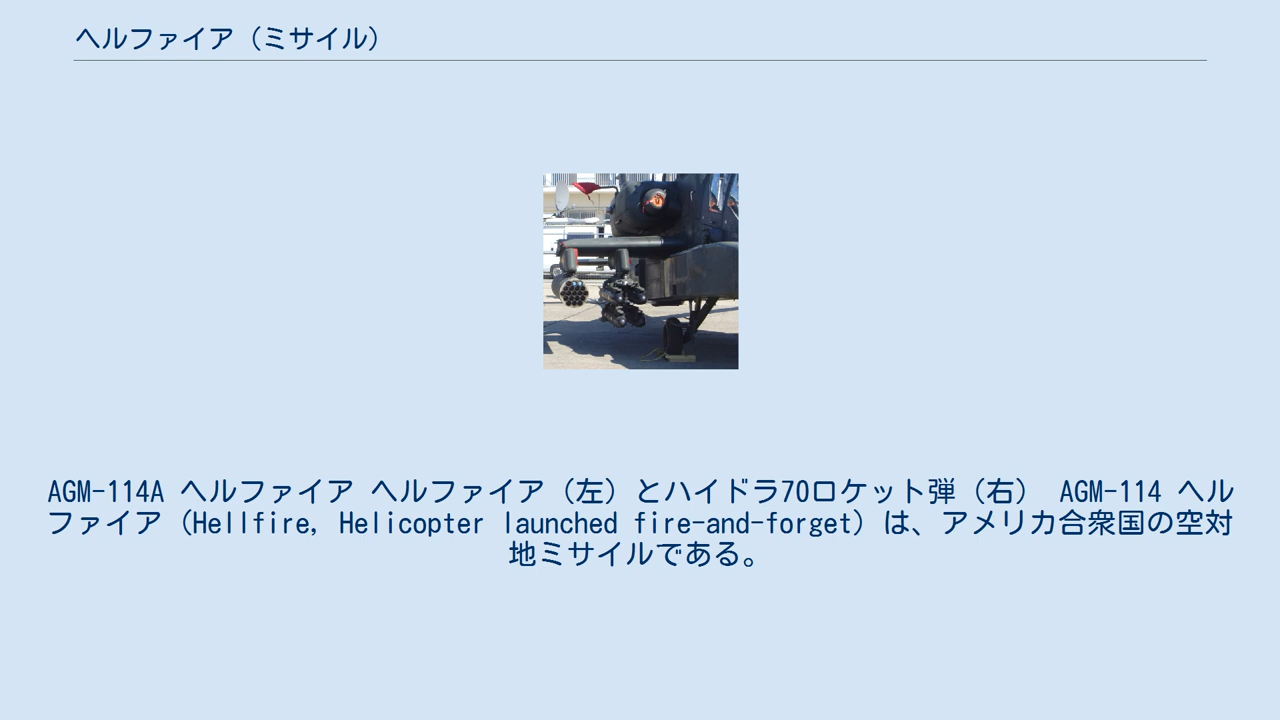 ヘルファイア（ミサイル）
AGM-114A ヘルファイア ヘルファイア（左）とハイドラ70ロケット弾（右） AGM-114 ヘル
ファイア（Hellfire, Helicopter launched fire-and-forget）は、アメリカ合衆国の空対
地ミサイルである。